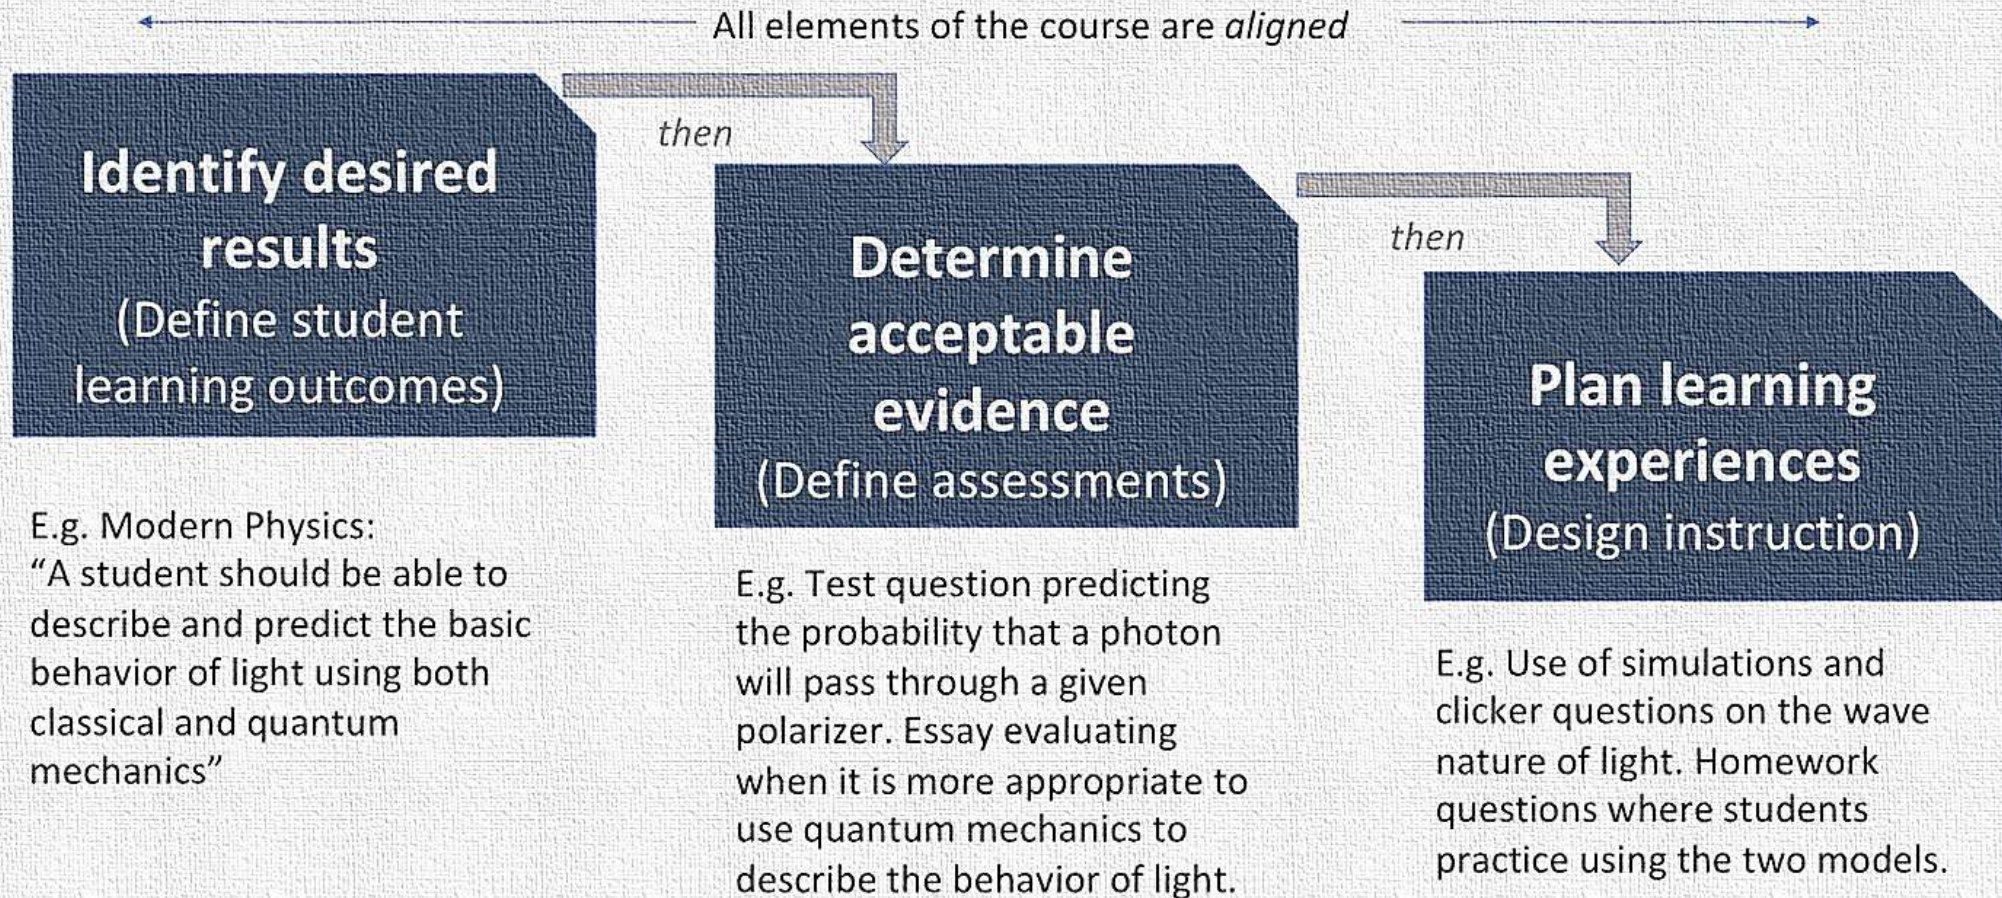 All elements of the course are aligned
Identify desired
results
(Define student
learning outcomes)
then
Determine
acceptable
evidence
(Define assessments)
then
Plan learning
experiences
(Design instruction)
E.g. Modern Physics:
“A student should be able to
describe and predict the basic
behavior of light using both
classical and quantum
mechanics”
E.g. Test question predicting
the probability that a photon
will pass through a given
polarizer. Essay evaluating
when it is more appropriate to
use quantum mechanics to
describe the behavior of light.
E.g. Use of simulations and
clicker questions on the wave
nature of light. Homework
questions where students
practice using the two models.